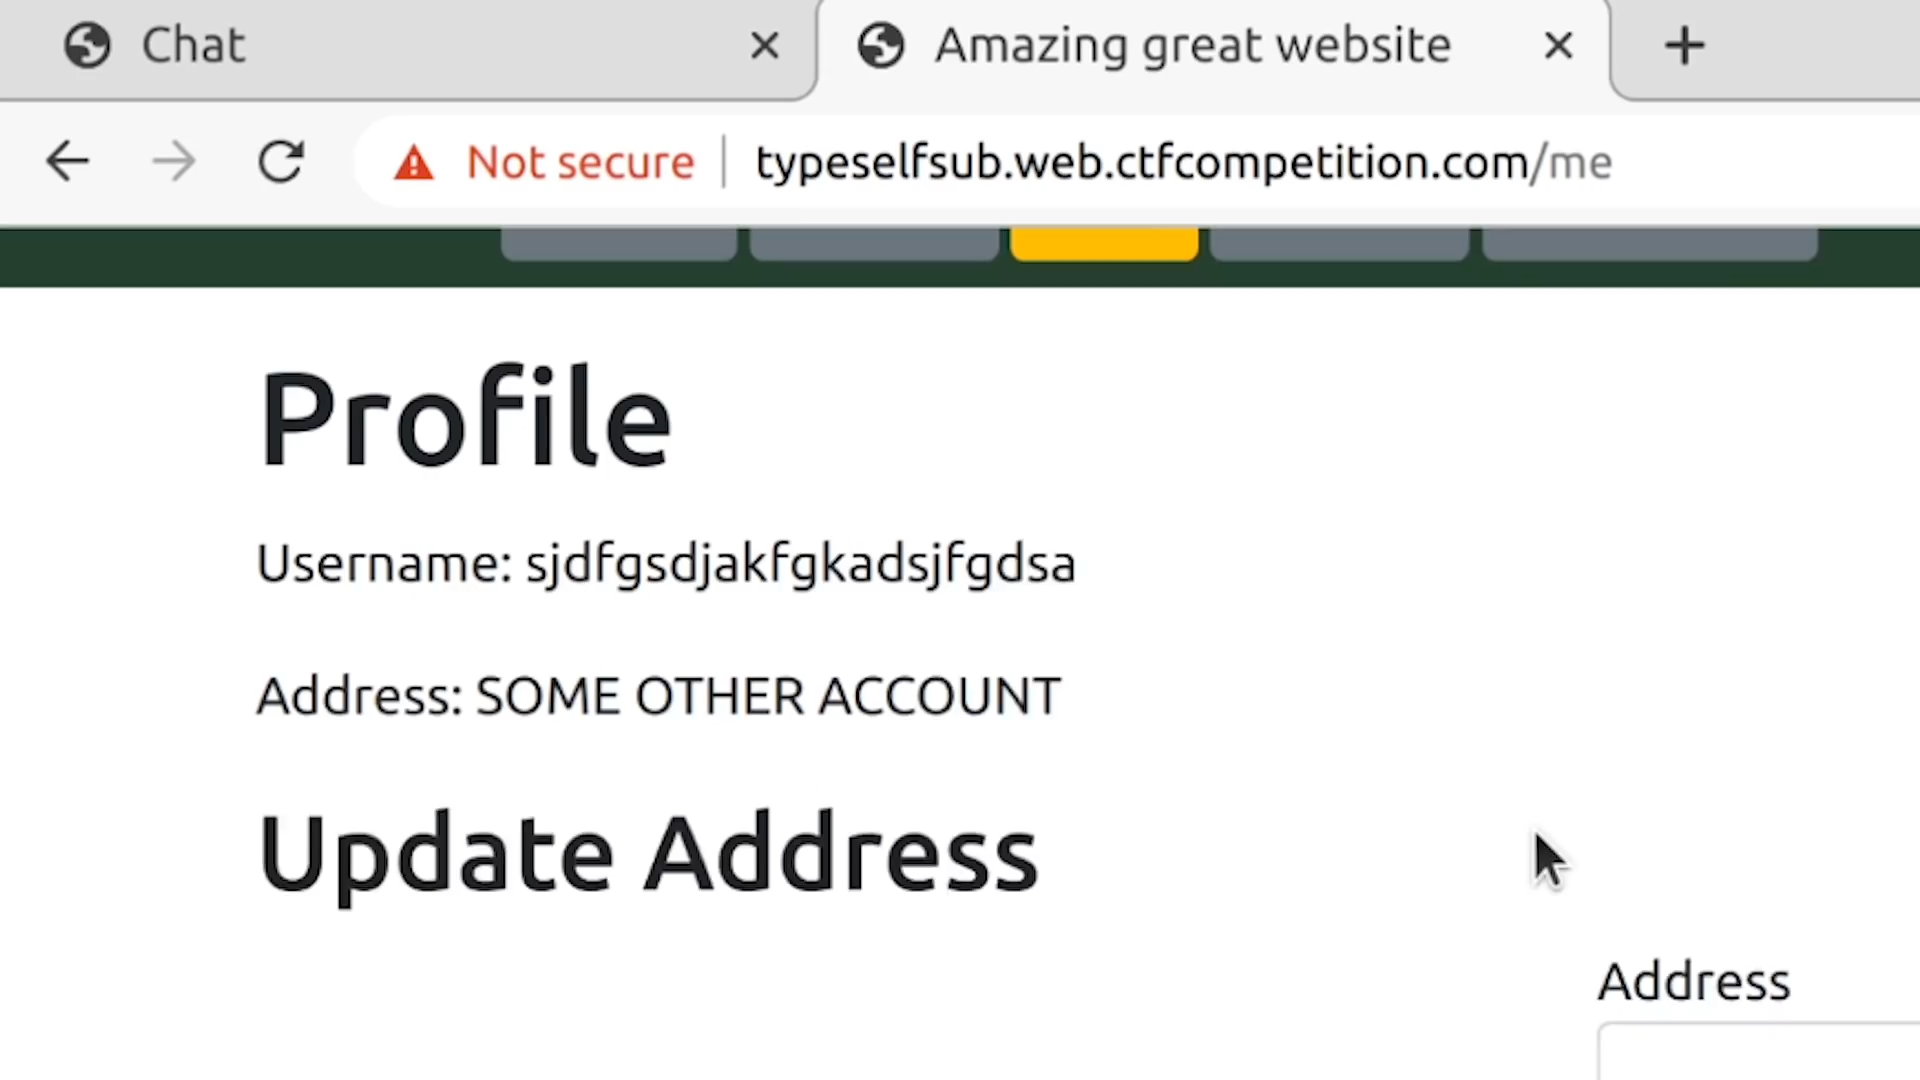 Chat
Amazing great website
Not secure
typeselfsub.web.ctfcompetition.com/me
Profile
Username: sjdfgsdjakfgkadsjfgdsa
Address: SOME OTHER ACCOUNT
Update Address
Address